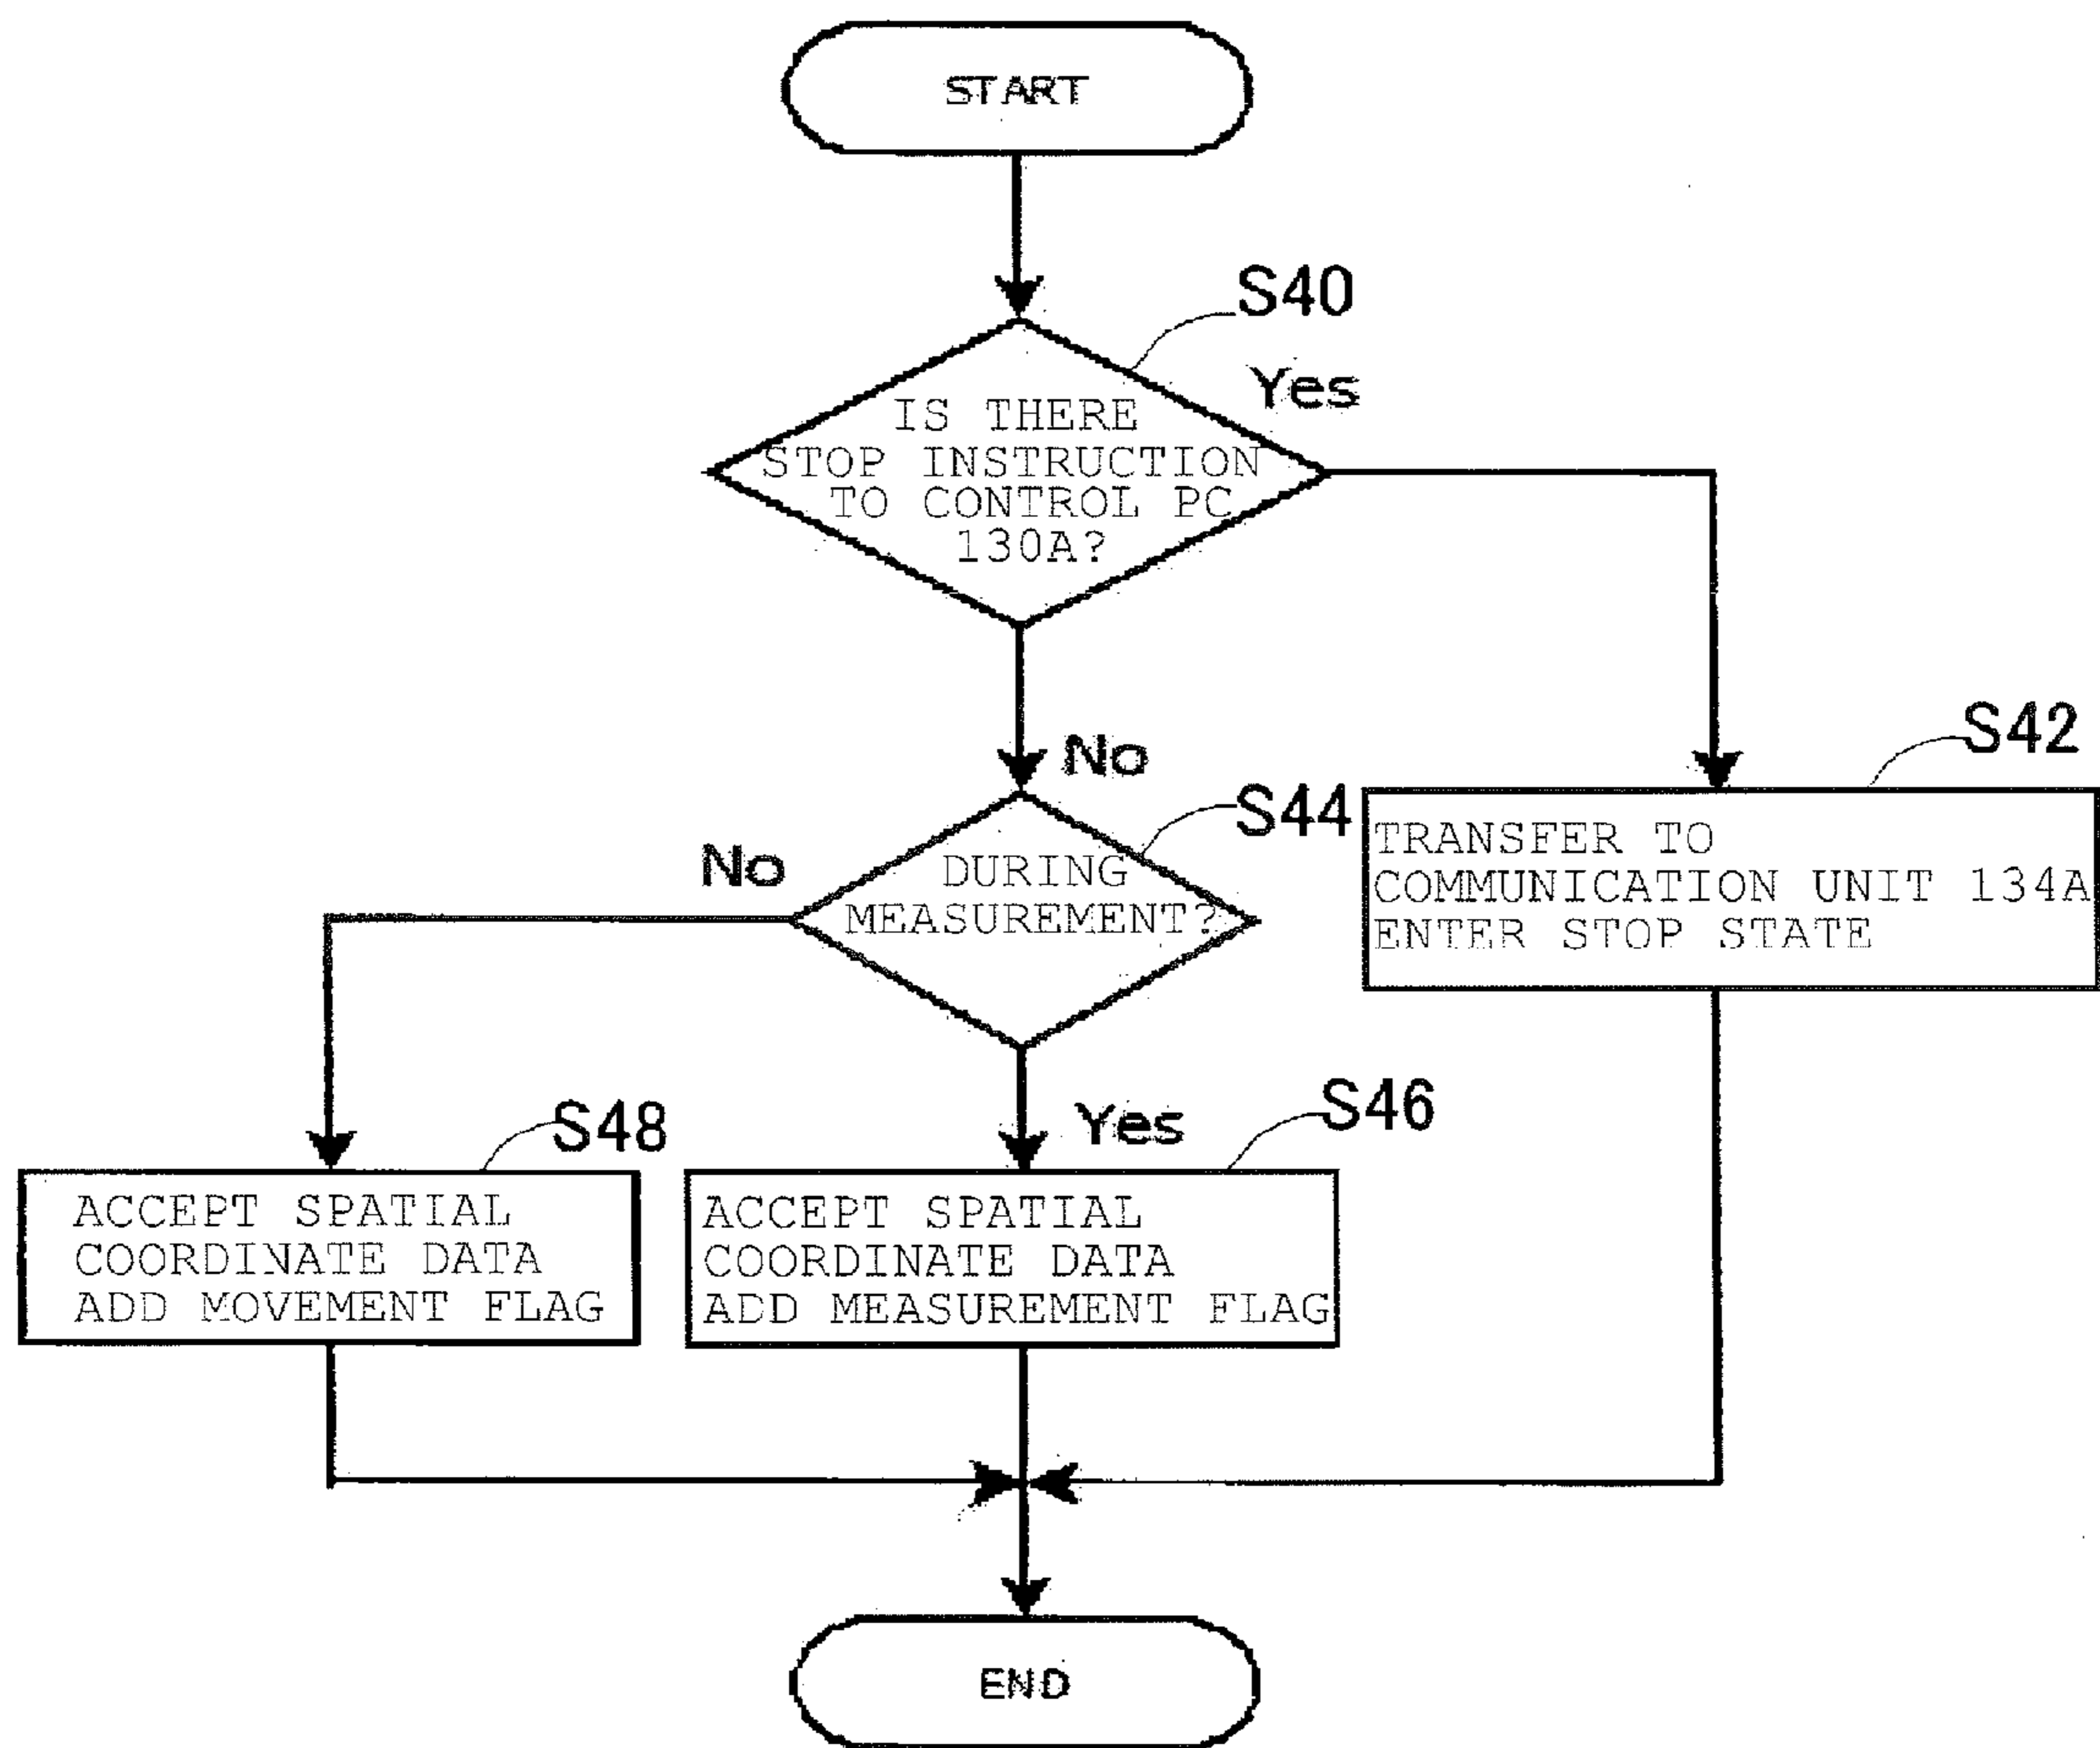 START
S40
Yes
IS THERE
STOP INSTRUCTION
TO CONTROL PC
130A?
No
S42
TRANSFER TO
COMMUNICATION UNIT 134A
ENTER STOP STATE
S44
No
DURING
MEASUREMENT?
Yes
S48
ACCEPT SPATIAL
COORDINATE DATA
ADD MOVEMENT FLAG
S46
ACCEPT SPATIAL
COORDINATE DATA
ADD MEASUREMENT FLAG
END